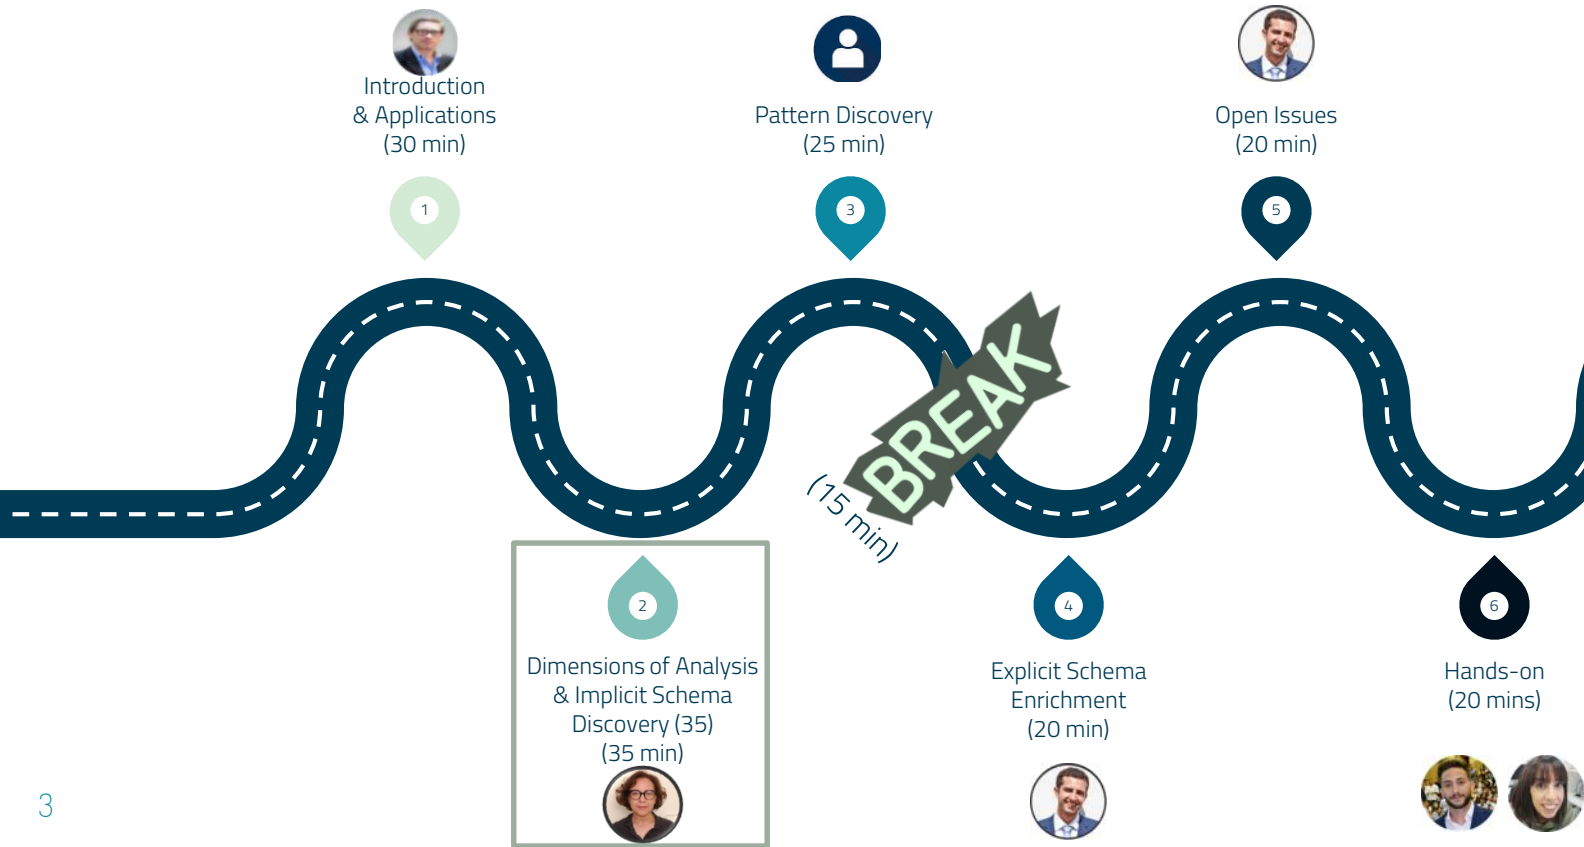 Introduction
& Applications
(30 min)
1
Pattern Discovery
(25 min)
3
Open Issues
(20 min)
5
BREAK
(15 min)
2
Dimensions of Analysis
& Implicit Schema
Discovery (35)
(35 min)
4
Explicit Schema
Enrichment
(20 min)
6
Hands-on
(20 mins)
3